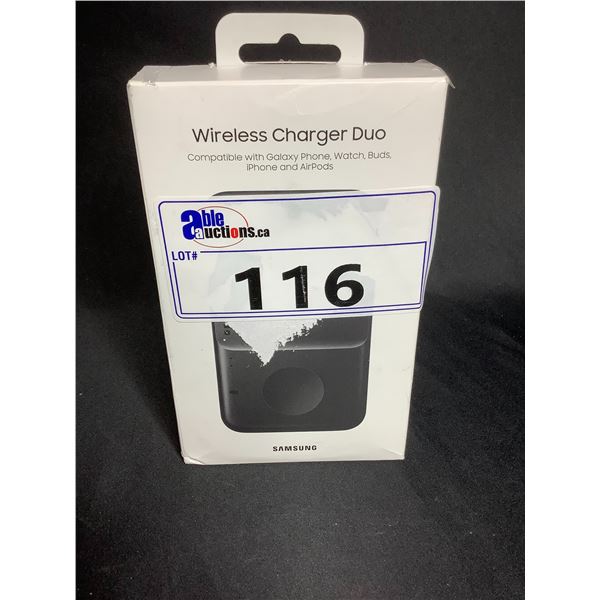 Wireless Charger Duo
Compatible with Galaxy Phone, Watch, Buds,
iPhone and AirPods
able
auctions.ca
LOT#
116
SAMSUNG